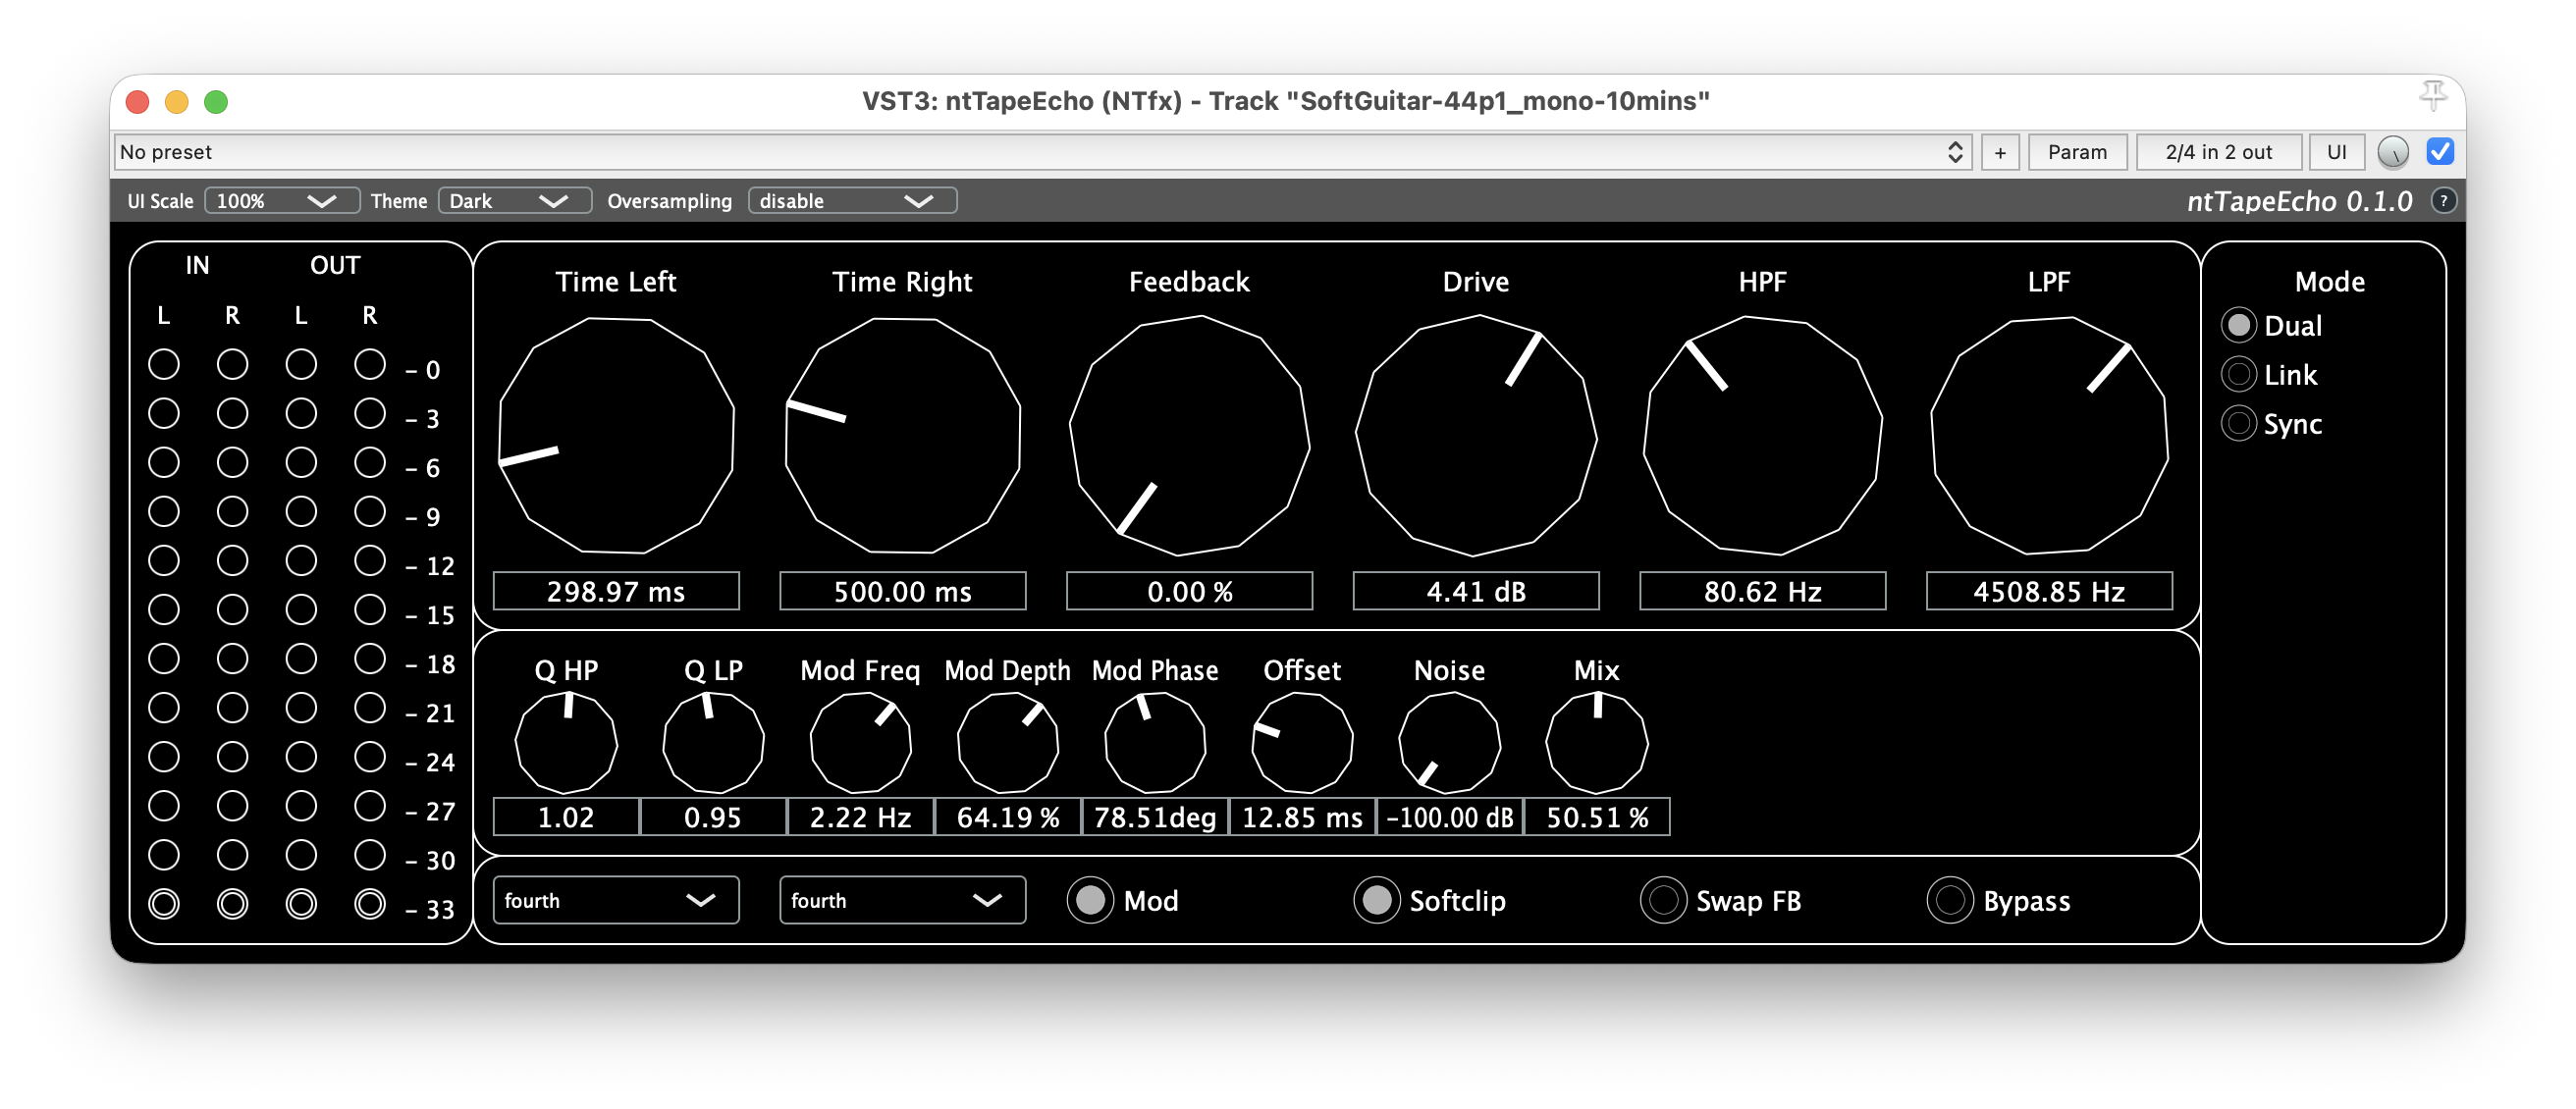 VST3: ntTapeEcho (NTfx) - Track "SoftGuitar-44p1_mono-10mins"
No preset + Param 2/4 in 2 out UI
UI Scale 100% Theme Dark Oversampling disable ntTapeEcho 0.1.0 ?
IN OUT
L R L R
- 0
- 3
- 6
- 9
- 12
- 15
- 18
- 21
- 24
- 27
- 30
- 33
Time Left Time Right Feedback Drive HPF LPF
298.97 ms 500.00 ms 0.00 % 4.41 dB 80.62 Hz 4508.85 Hz
Q HP Q LP Mod Freq Mod Depth Mod Phase Offset Noise Mix
1.02 0.95 2.22 Hz 64.19 % 78.51deg 12.85 ms -100.00 dB 50.51 %
fourth fourth Mod Softclip Swap FB Bypass
Mode
Dual
Link
Sync